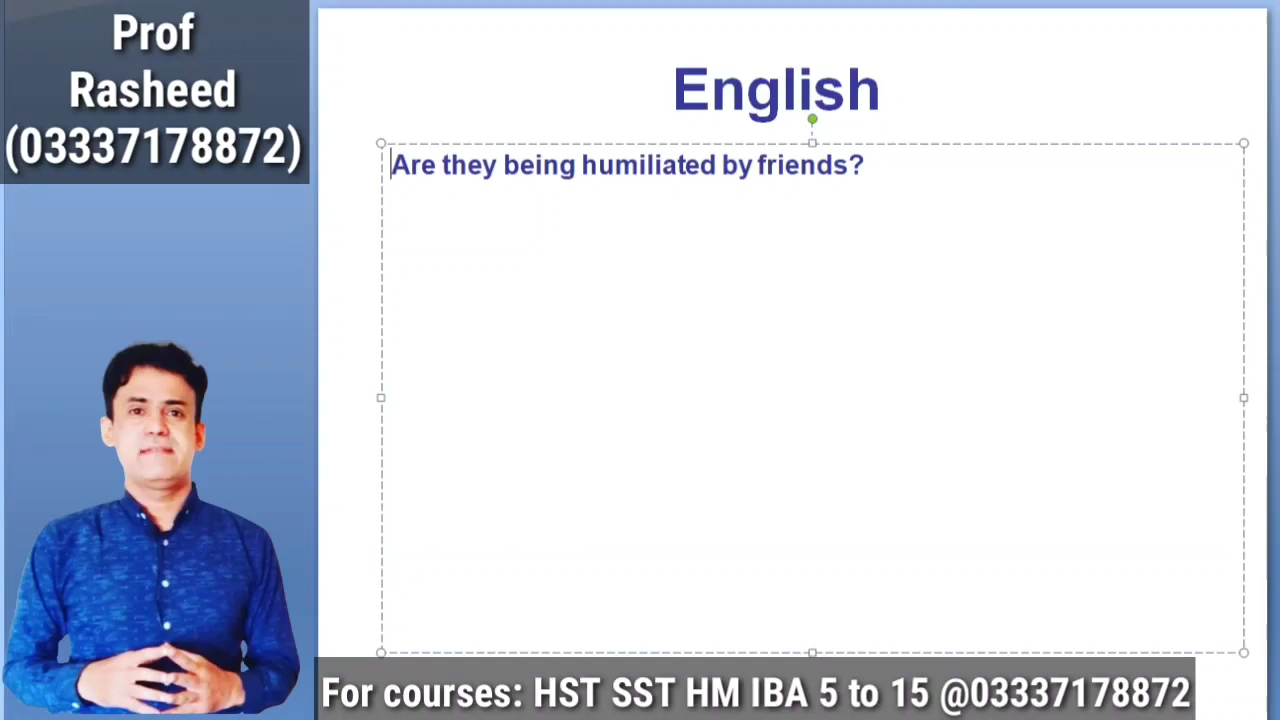 Prof
Rasheed
(03337178872)
English
Are they being humiliated by friends?
For courses: HST SST HM IBA 5 to 15 @03337178872